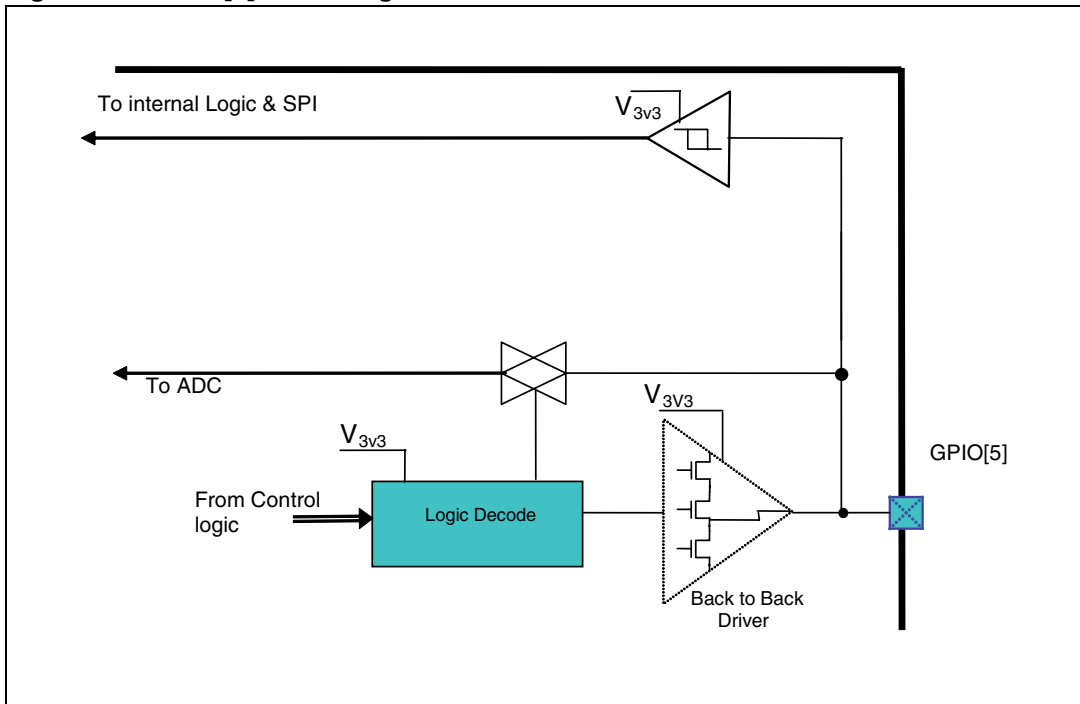 To internal Logic & SPI
V3v3
To ADC
V3V3
V3v3
GPIO[5]
From Control
logic
Logic Decode
Back to Back
Driver